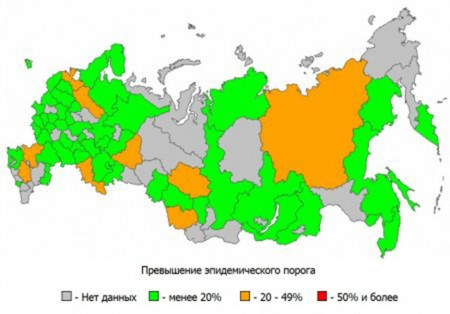 Превышение эпидемического порога
- Нет данных - менее 20% - 20 - 49% - 50% и более